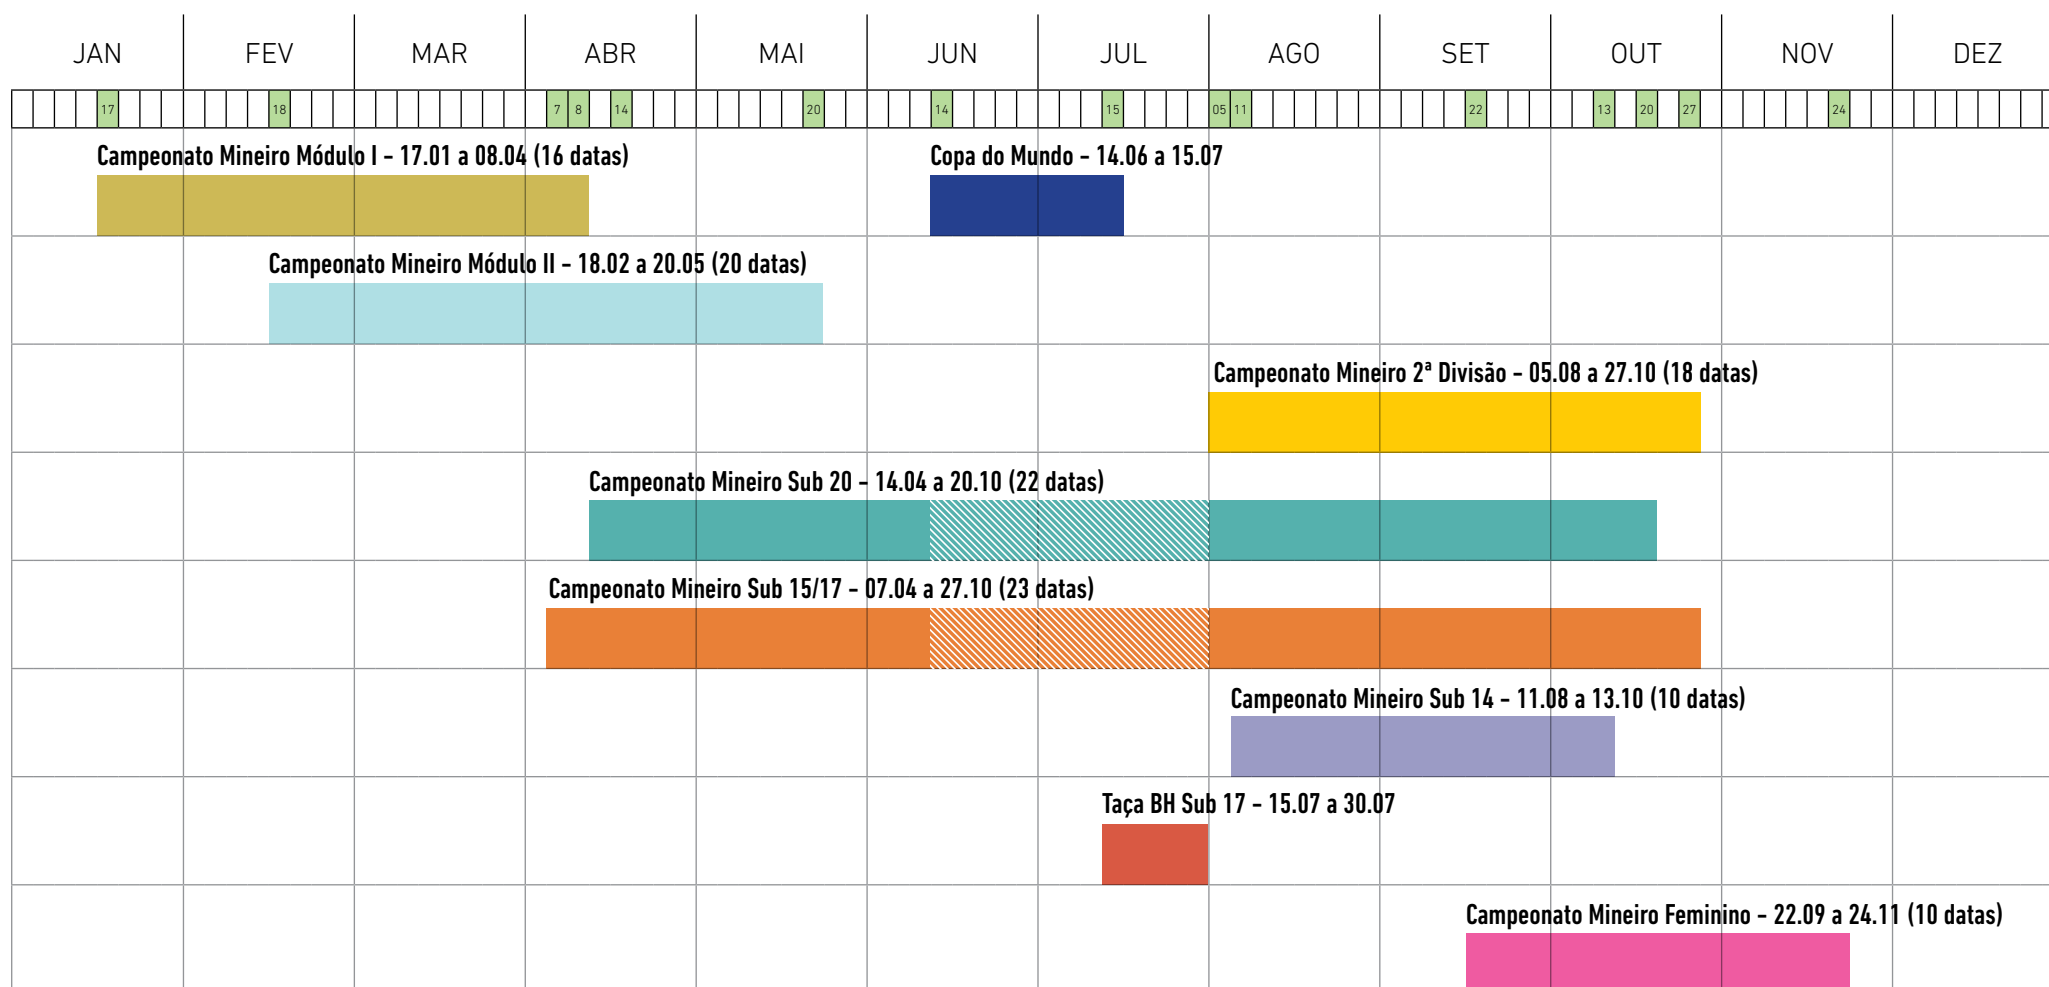 JAN FEV MAR ABR MAI JUN JUL AGO SET OUT NOV DEZ
17 18 7 8 14 20 14 15 05 11 22 13 20 27 24
Campeonato Mineiro Módulo I - 17.01 a 08.04 (16 datas)
Copa do Mundo - 14.06 a 15.07
Campeonato Mineiro Módulo II - 18.02 a 20.05 (20 datas)
Campeonato Mineiro 2ª Divisão - 05.08 a 27.10 (18 datas)
Campeonato Mineiro Sub 20 - 14.04 a 20.10 (22 datas)
Campeonato Mineiro Sub 15/17 - 07.04 a 27.10 (23 datas)
Campeonato Mineiro Sub 14 - 11.08 a 13.10 (10 datas)
Taça BH Sub 17 - 15.07 a 30.07
Campeonato Mineiro Feminino - 22.09 a 24.11 (10 datas)